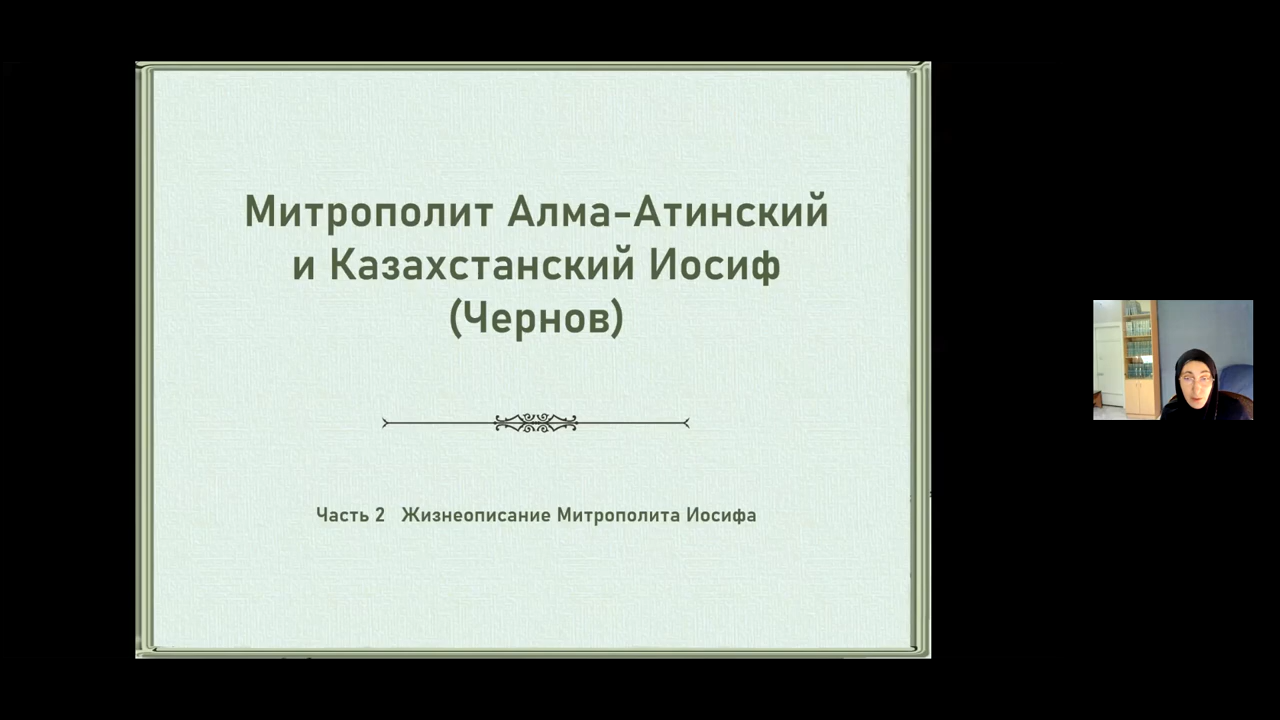 Митрополит Алма-Атинский
и Казахстанский Иосиф
(Чернов)
Часть 2 Жизнеописание Митрополита Иосифа